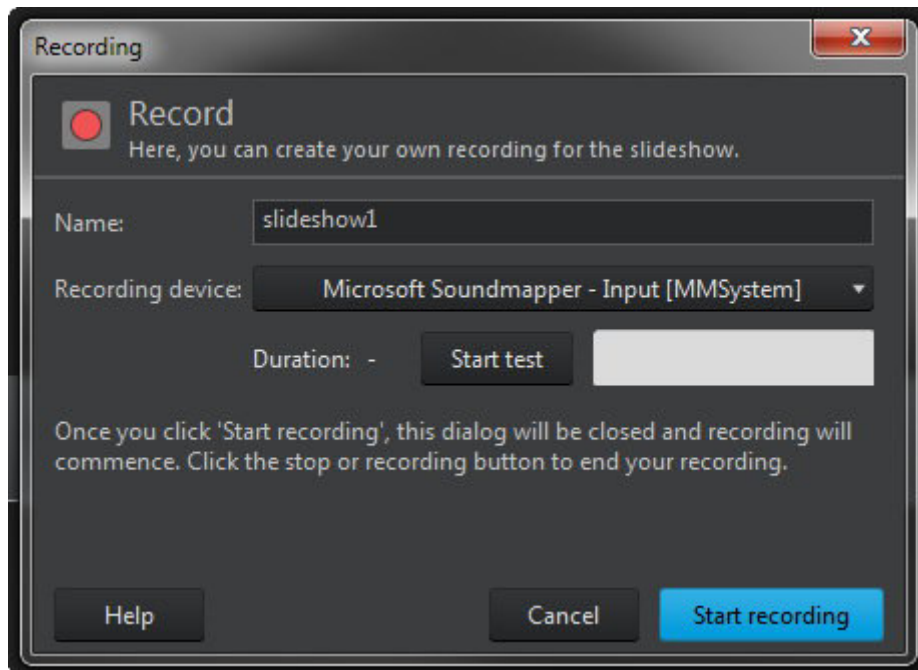 Recording
Record
Here, you can create your own recording for the slideshow.
Name: slideshow1
Recording device: Microsoft Soundmapper - Input [MMSystem]
Duration: - Start test
Once you click 'Start recording', this dialog will be closed and recording will
commence. Click the stop or recording button to end your recording.
Help Cancel Start recording